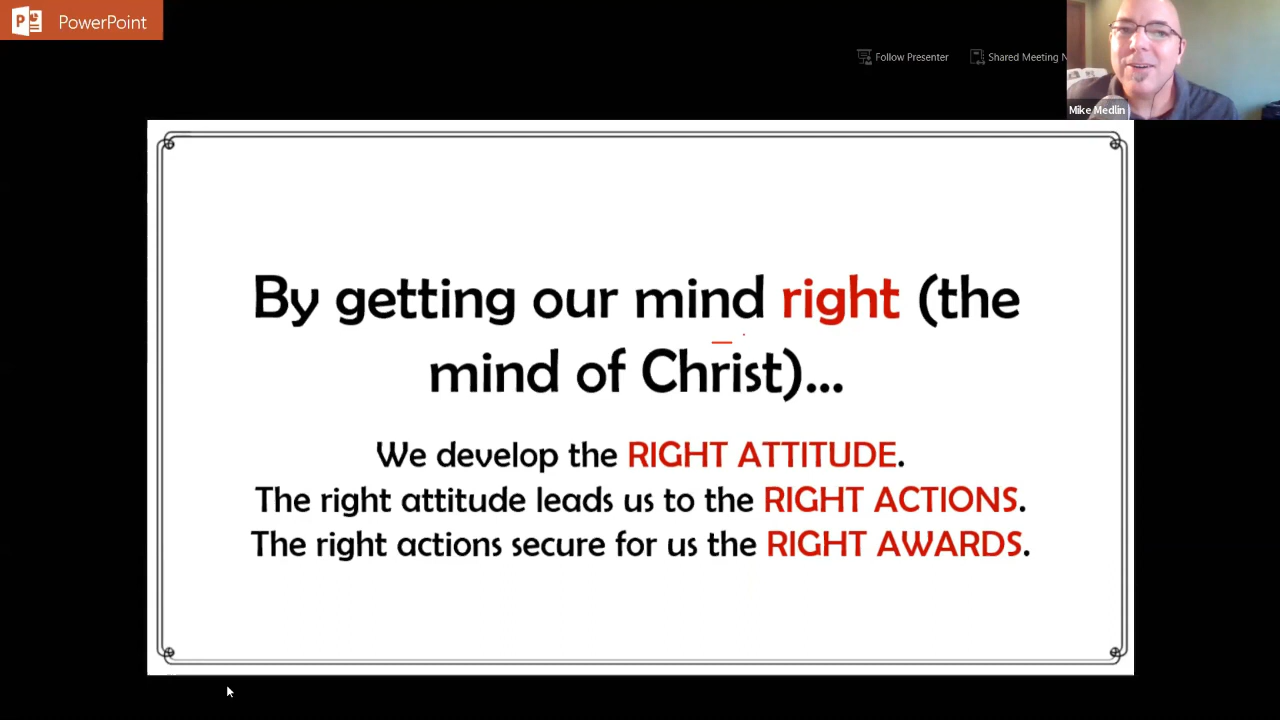 PowerPoint
Follow Presenter
Shared Meeting
Mike Medlin
By getting our mind right (the
mind of Christ)...
We develop the RIGHT ATTITUDE.
The right attitude leads us to the RIGHT ACTIONS.
The right actions secure for us the RIGHT AWARDS.